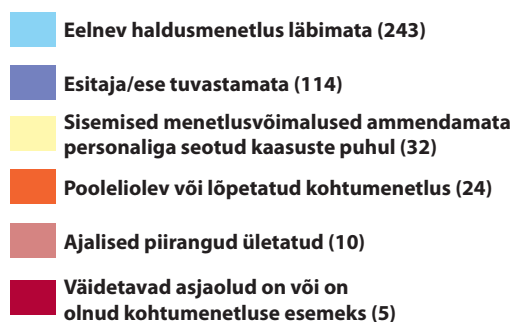 Eelnev haldusmenetlus läbimata (243)
Esitaja/ese tuvastamata (114)
Sisemised menetlusvõimalused ammendamata
personaliga seotud kaasuste puhul (32)
Pooleliolev või lõpetatud kohtumenetlus (24)
Ajalised piirangud ületatud (10)
Väidetavad asjaolud on või on
olnud kohtumenetluse esemeks (5)